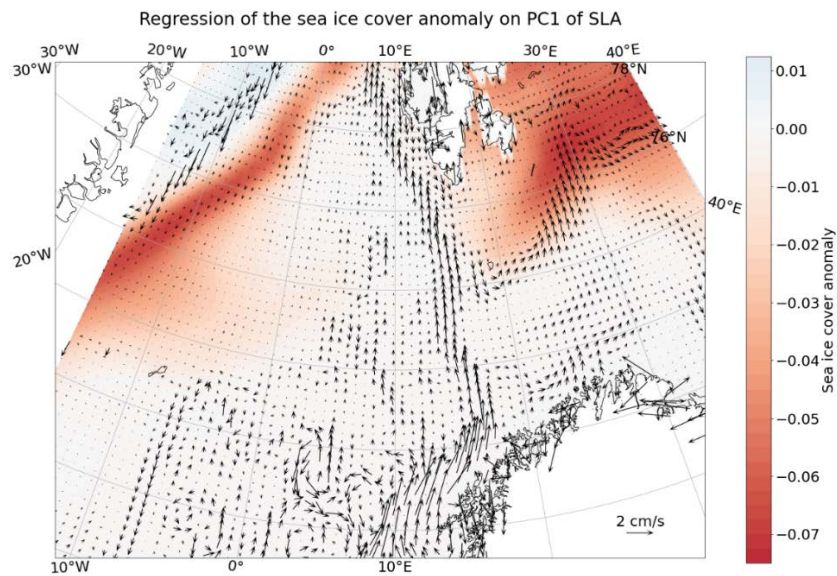 Regression of the sea ice cover anomaly on PC1 of SLA
30°W 20°W 10°W 0° 10°E 30°E 40°E
30°W
78°N
76°N
40°E
20°W
2 cm/s
10°W 0° 10°E
0.01
0.00
−0.01
−0.02
−0.03
−0.04
−0.05
−0.06
−0.07
Sea ice cover anomaly